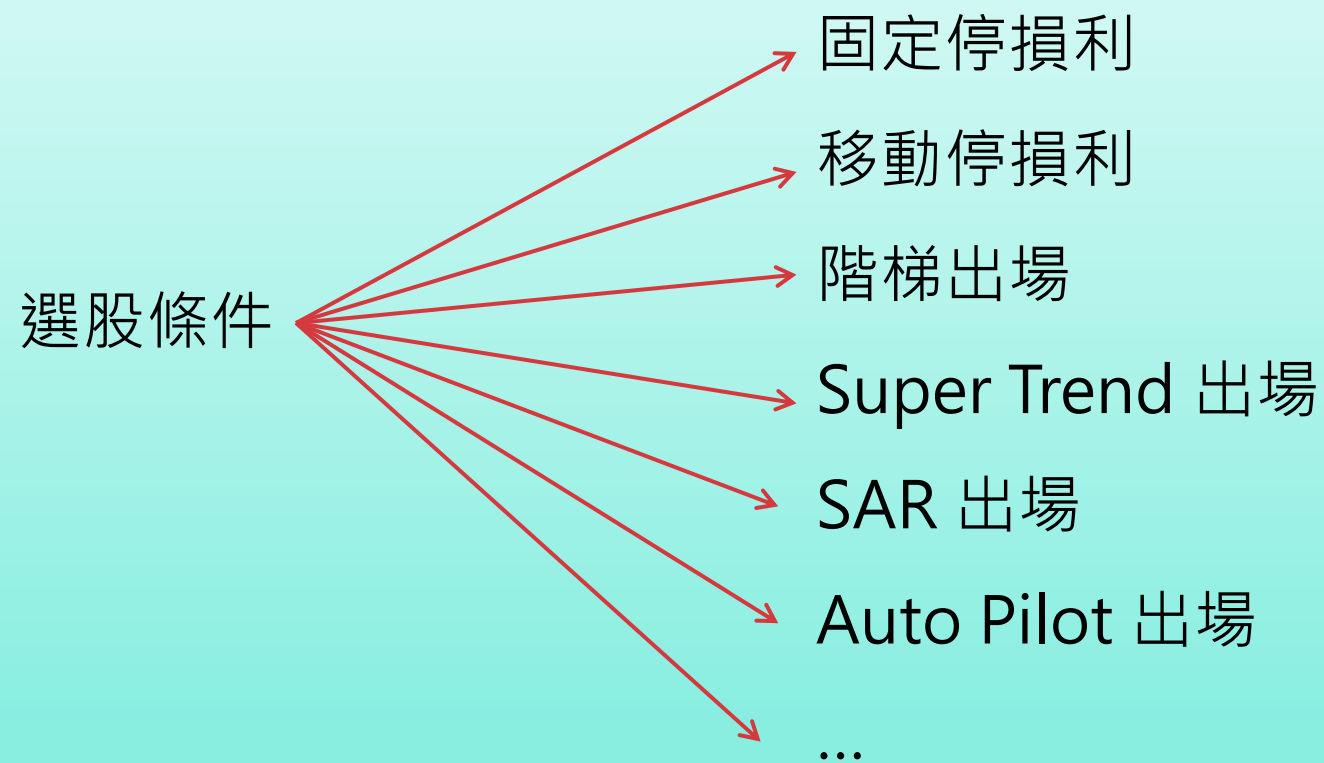 選股條件
固定停損利
移動停損利
階梯出場
Super Trend 出場
SAR 出場
Auto Pilot 出場
...